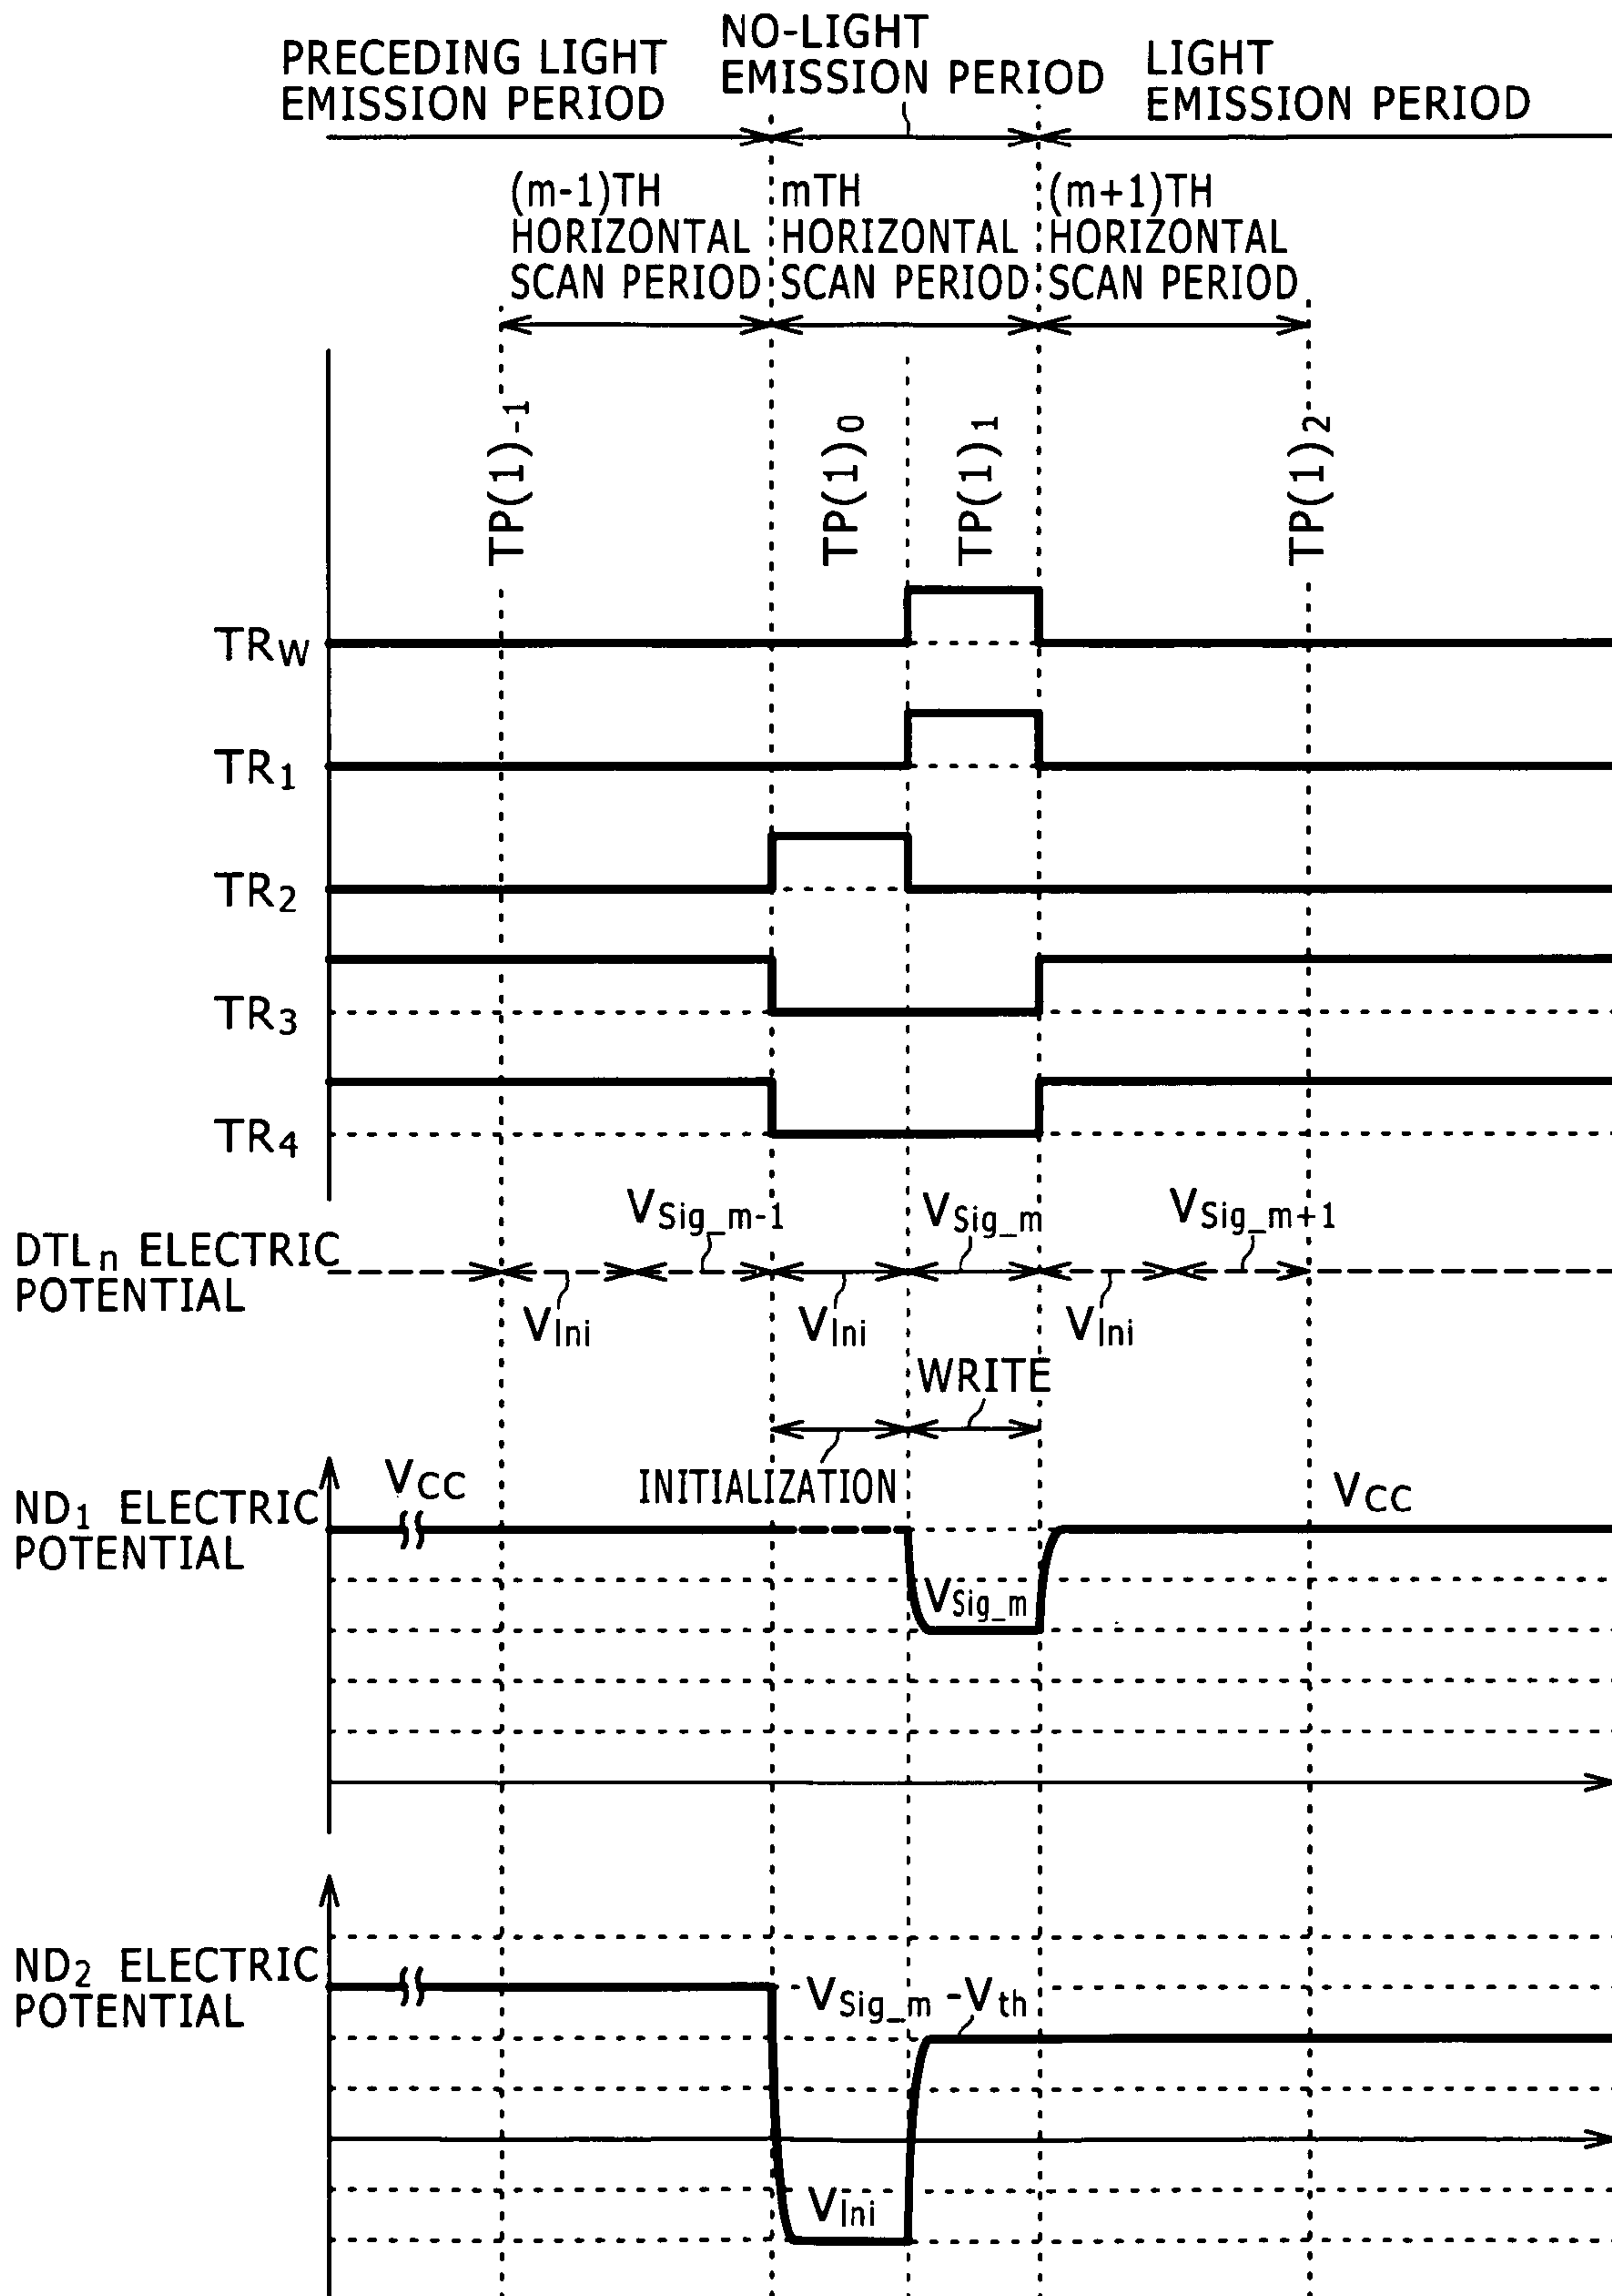 PRECEDING LIGHT
EMISSION PERIOD
NO-LIGHT
EMISSION PERIOD
LIGHT
EMISSION PERIOD
(m-1)TH
HORIZONTAL
SCAN PERIOD
mTH
HORIZONTAL
SCAN PERIOD
(m+1)TH
HORIZONTAL
SCAN PERIOD
TP(1)-1
TP(1)0
TP(1)1
TP(1)2
TRW
TR1
TR2
TR3
TR4
DTLn ELECTRIC
POTENTIAL
VSig_m-1
VSig_m
VSig_m+1
VIni
VIni
VIni
WRITE
INITIALIZATION
ND1 ELECTRIC
POTENTIAL
VCC
VCC
VSig_m
ND2 ELECTRIC
POTENTIAL
VSig_m -Vth
VIni